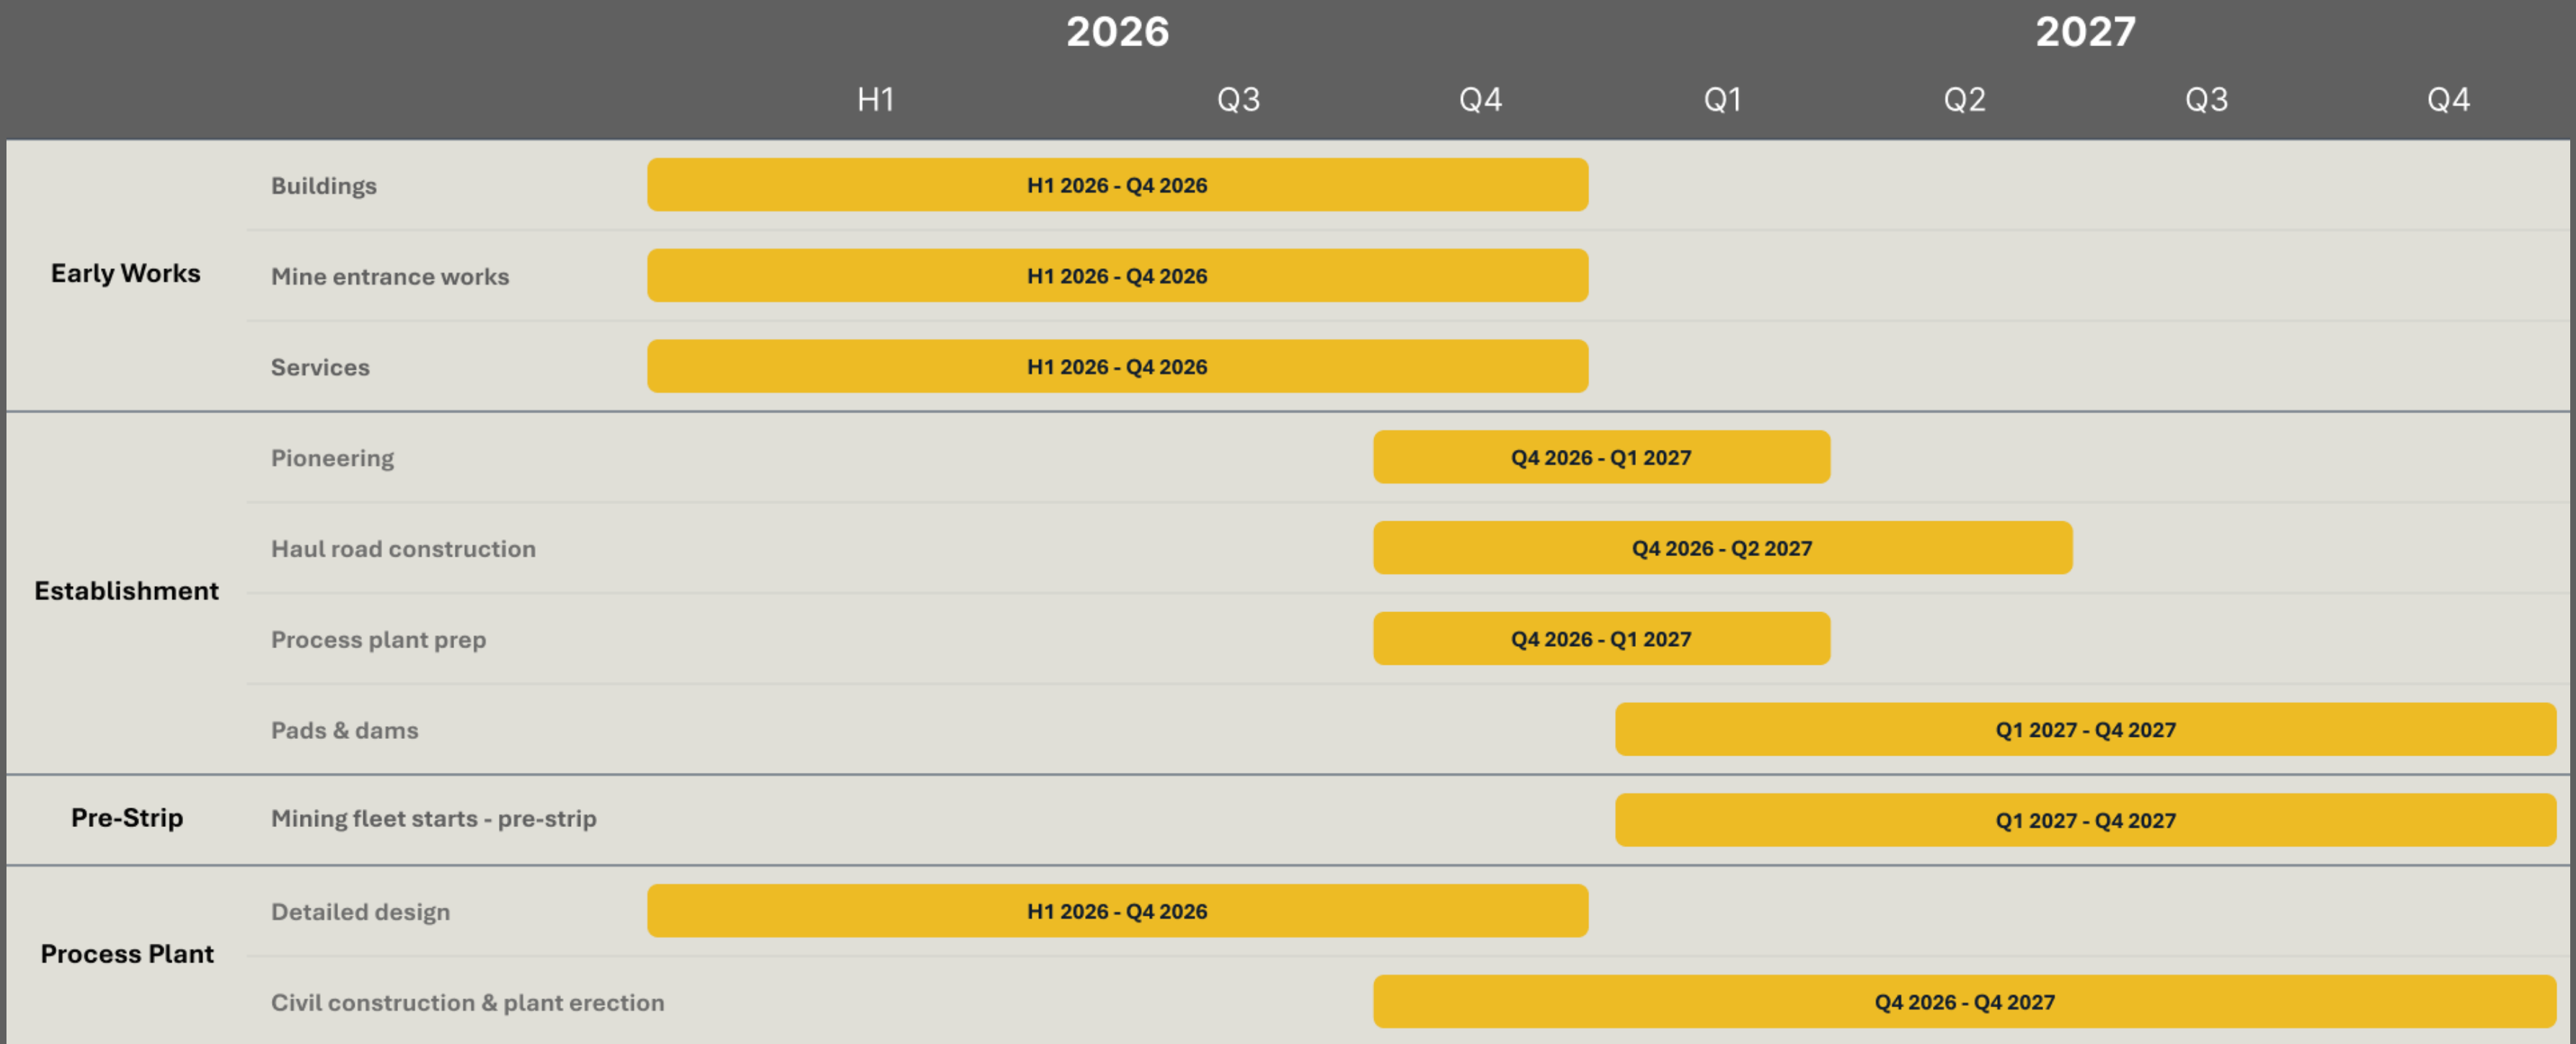 2026 2027
H1 Q3 Q4 Q1 Q2 Q3 Q4
Early Works
Buildings H1 2026 - Q4 2026
Mine entrance works H1 2026 - Q4 2026
Services H1 2026 - Q4 2026
Establishment
Pioneering Q4 2026 - Q1 2027
Haul road construction Q4 2026 - Q2 2027
Process plant prep Q4 2026 - Q1 2027
Pads & dams Q1 2027 - Q4 2027
Pre-Strip
Mining fleet starts - pre-strip Q1 2027 - Q4 2027
Process Plant
Detailed design H1 2026 - Q4 2026
Civil construction & plant erection Q4 2026 - Q4 2027